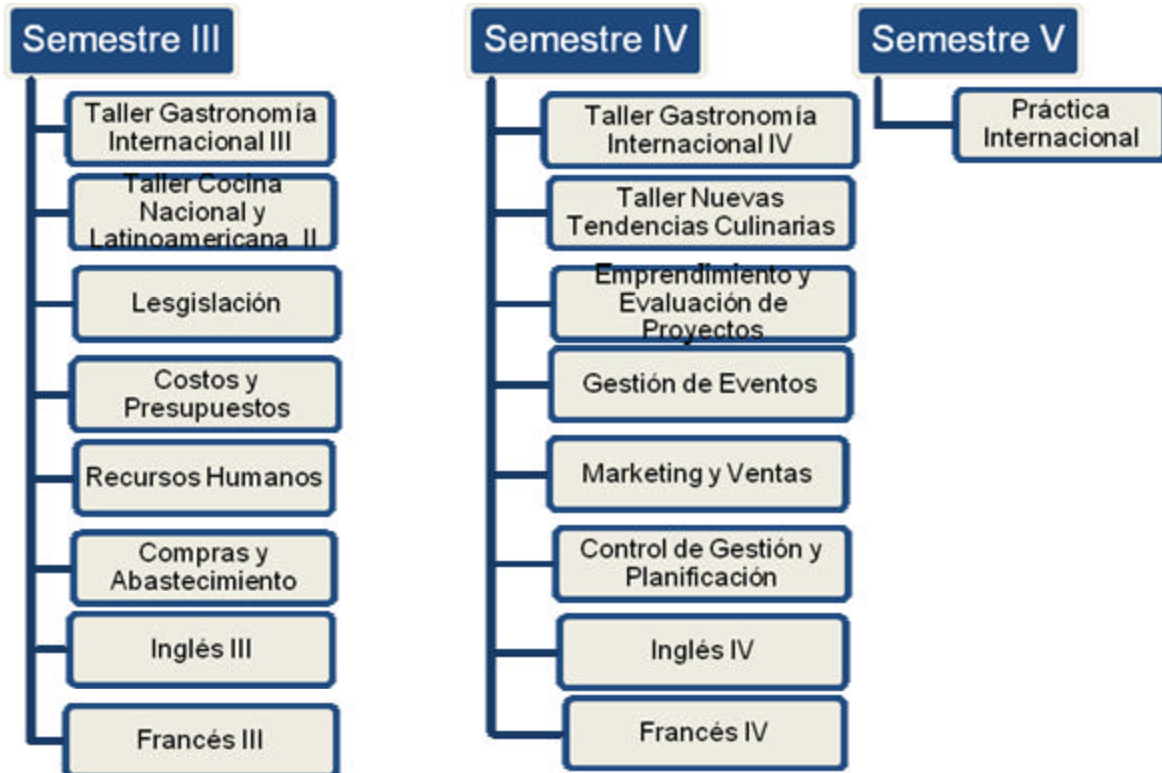 Semestre III
Taller Gastronomía
Internacional III
Taller Cocina
Nacional y
Latinoamericana II
Lesgislación
Costos y
Presupuestos
Recursos Humanos
Compras y
Abastecimiento
Inglés III
Francés III
Semestre IV
Taller Gastronomía
Internacional IV
Taller Nuevas
Tendencias Culinarias
Emprendimiento y
Evaluación de
Proyectos
Gestión de Eventos
Marketing y Ventas
Control de Gestión y
Planificación
Inglés IV
Francés IV
Semestre V
Práctica
Internacional